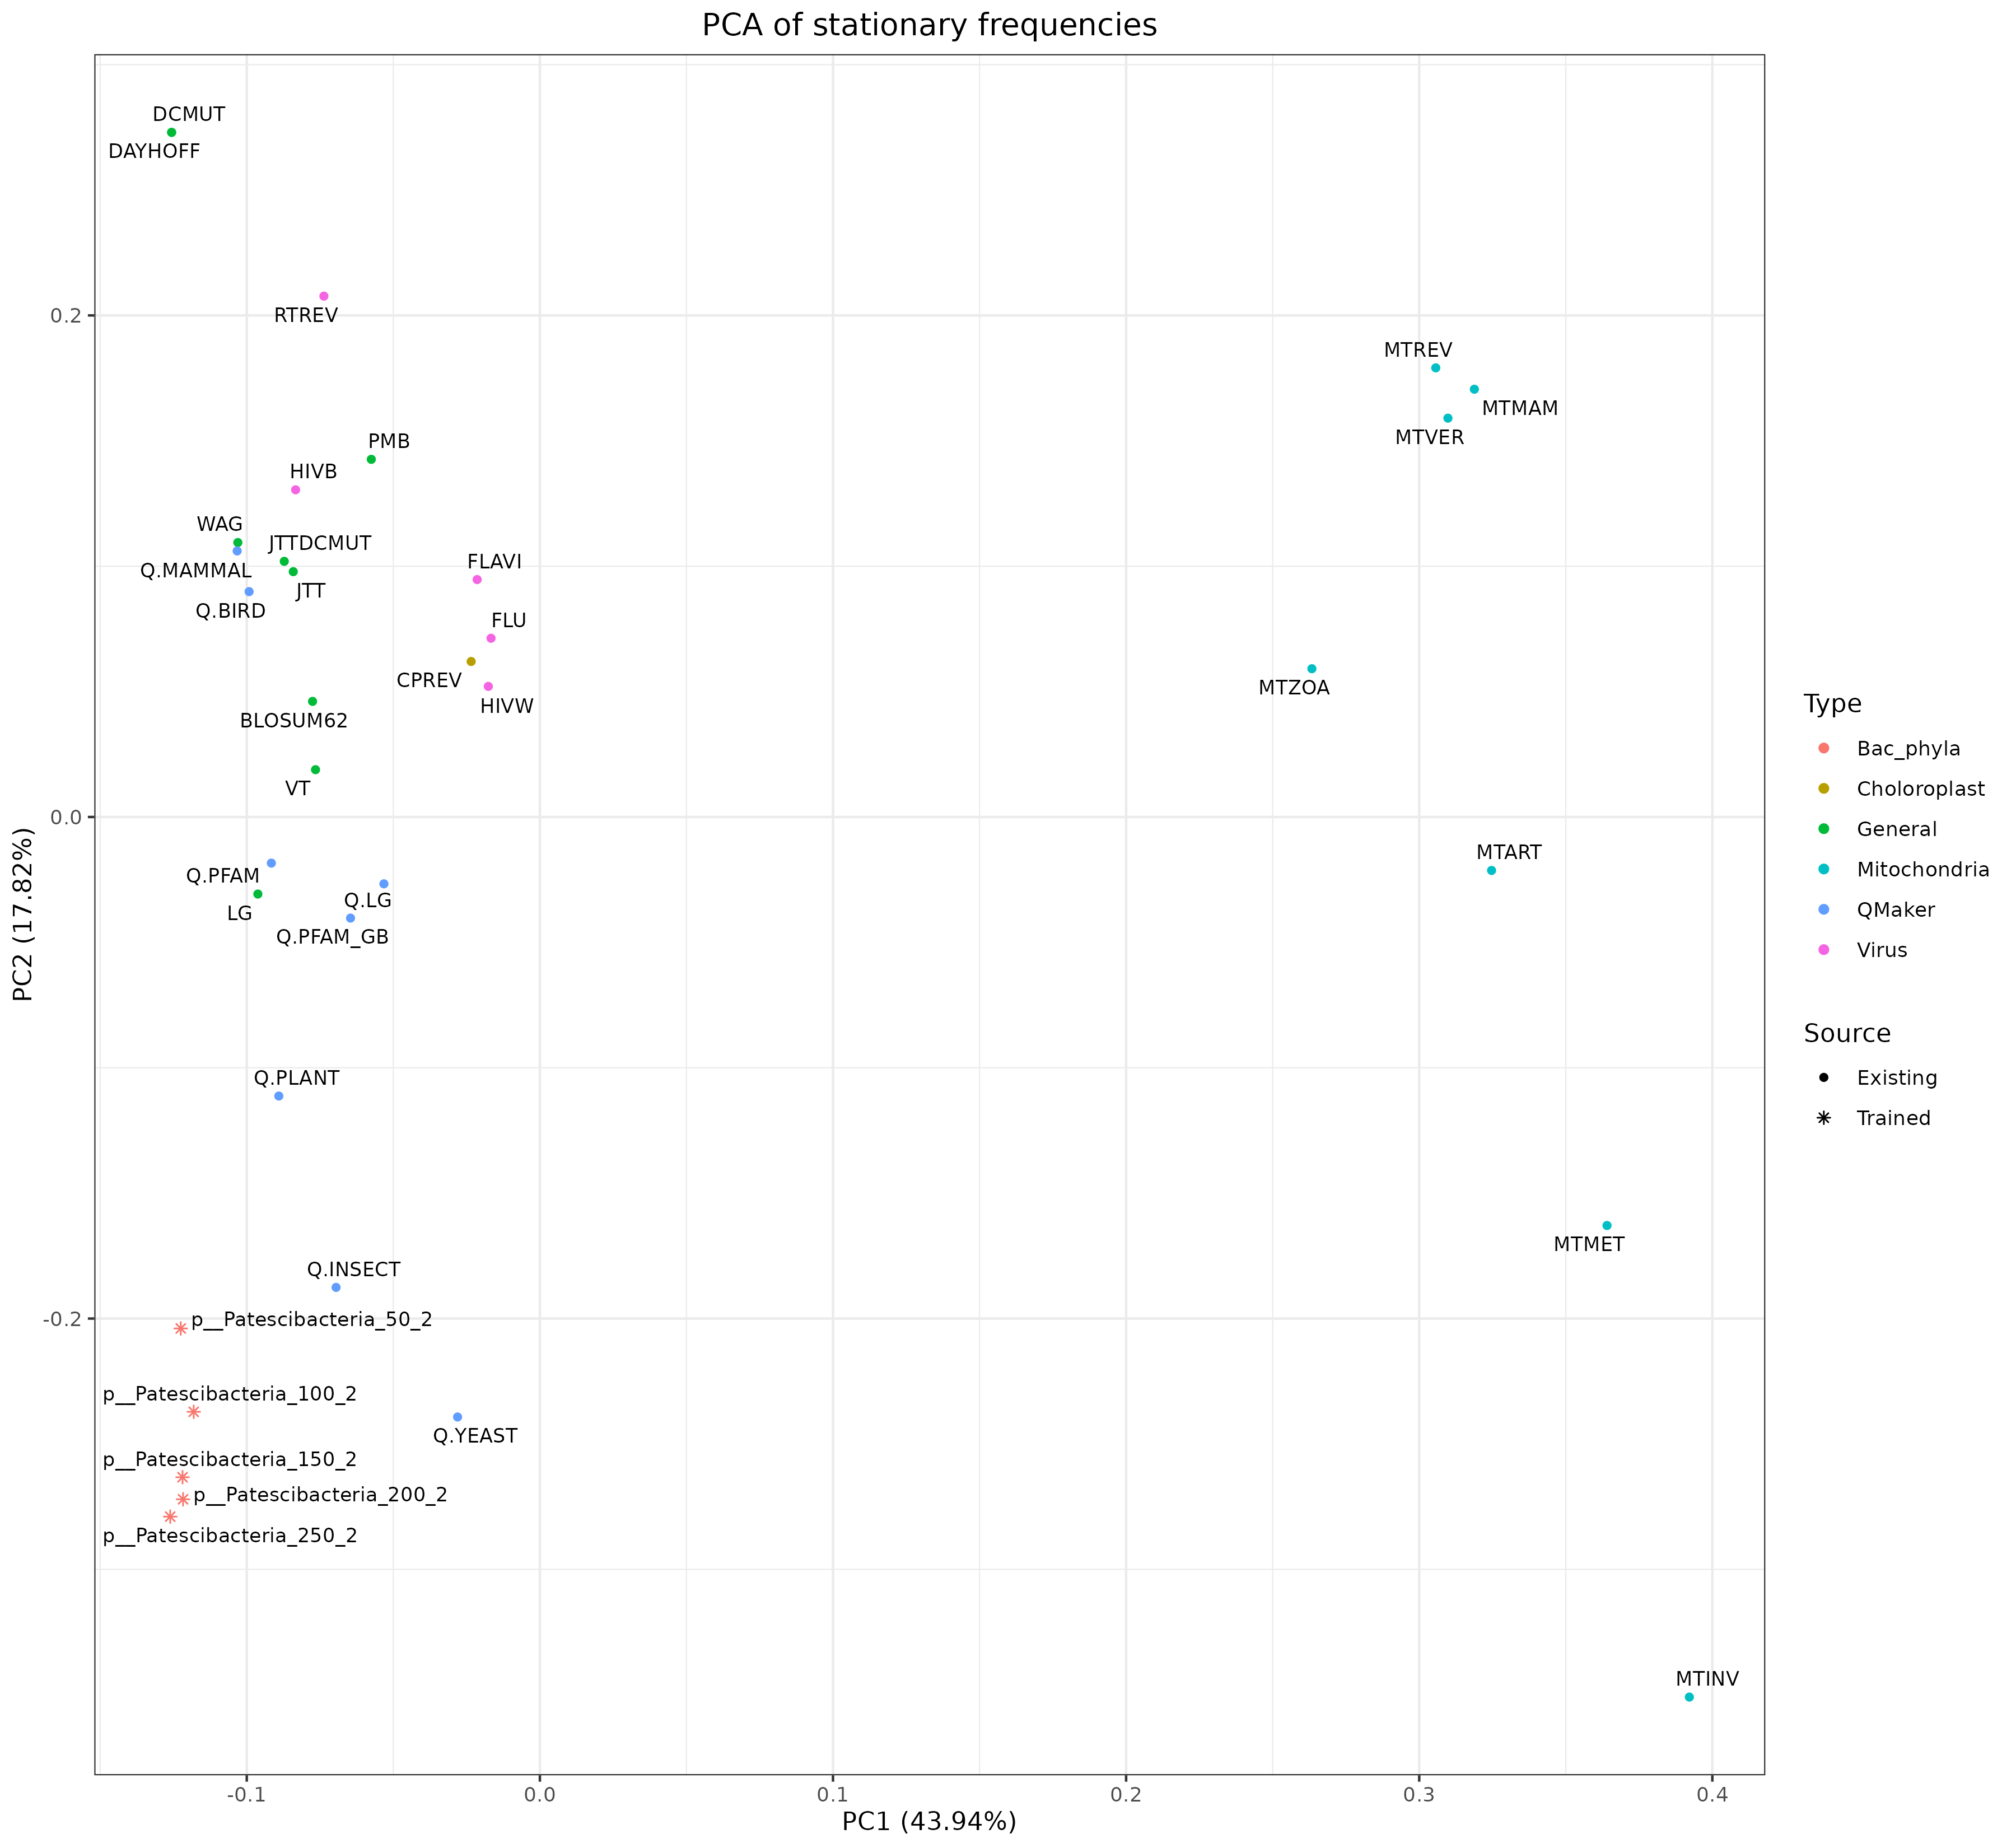 PCA of stationary frequencies
DCMUT
DAYHOFF
RTREV
MTREV
MTMAM
MTVER
PMB
HIVB
WAG
JTTDCMUT
Q.MAMMAL
JTT
Q.BIRD
FLAVI
FLU
CPREV
HIVW
MTZOA
BLOSUM62
VT
Q.PFAM
LG
Q.LG
Q.PFAM_GB
MTART
Q.PLANT
MTMET
Q.INSECT
p__Patescibacteria_50_2
p__Patescibacteria_100_2
Q.YEAST
p__Patescibacteria_150_2
p__Patescibacteria_200_2
p__Patescibacteria_250_2
MTINV
0.2
0.0
-0.2
PC2 (17.82%)
-0.1
0.0
0.1
0.2
0.3
0.4
PC1 (43.94%)
Type
Bac_phyla
Choloroplast
General
Mitochondria
QMaker
Virus
Source
Existing
Trained